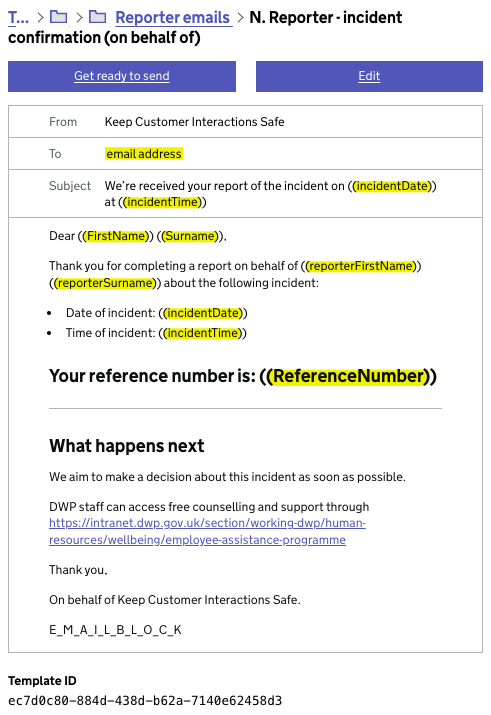 T... > > Reporter emails > N. Reporter - incident
confirmation (on behalf of)
Get ready to send
Edit
From Keep Customer Interactions Safe
To email address
Subject We're received your report of the incident on ((incidentDate))
at ((incidentTime))
Dear ((FirstName)) ((Surname)),
Thank you for completing a report on behalf of ((reporterFirstName))
((reporterSurname)) about the following incident:
• Date of incident: ((incidentDate))
• Time of incident: ((incidentTime))
Your reference number is: ((ReferenceNumber))
What happens next
We aim to make a decision about this incident as soon as possible.
DWP staff can access free counselling and support through
https://intranet.dwp.gov.uk/section/working-dwp/human-
resources/wellbeing/employee-assistance-programme
Thank you,
On behalf of Keep Customer Interactions Safe.
E_M_A_I_L_B_L_O_C_K
Template ID
ec7d0c80-884d-438d-b62a-7140e62458d3